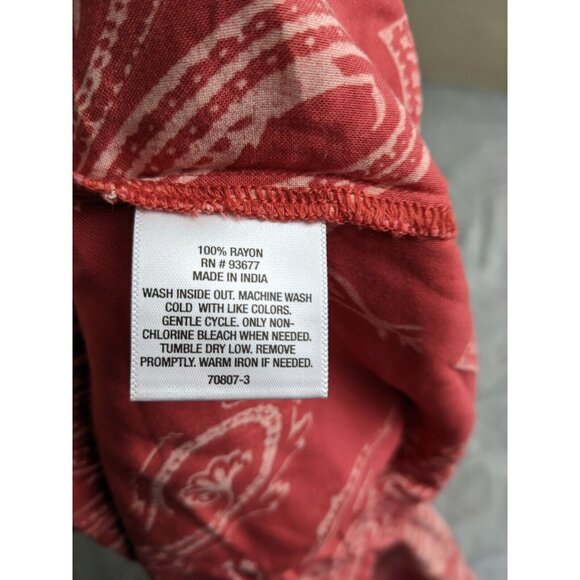 100% RAYON
RN # 93677
MADE IN INDIA
WASH INSIDE OUT. MACHINE WASH
COLD WITH LIKE COLORS.
GENTLE CYCLE. ONLY NON-
CHLORINE BLEACH WHEN NEEDED.
TUMBLE DRY LOW. REMOVE
PROMPTLY. WARM IRON IF NEEDED.
70807-3